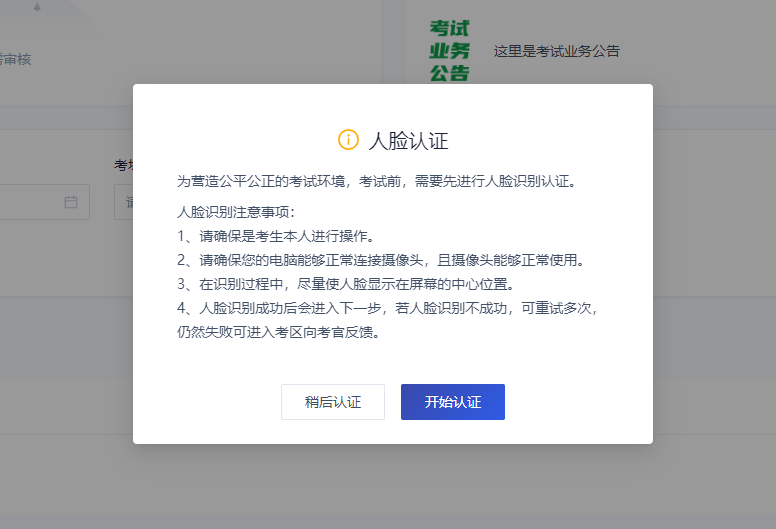 考试
业务
公告
这里是考试业务公告
审核
人脸认证
为营造公平公正的考试环境，考试前，需要先进行人脸识别认证。
人脸识别注意事项：
1、请确保是考生本人进行操作。
2、请确保您的电脑能够正常连接摄像头，且摄像头能够正常使用。
3、在识别过程中，尽量使人脸显示在屏幕的中心位置。
4、人脸识别成功后会进入下一步，若人脸识别不成功，可重试多次，
仍然失败可进入考区向考官反馈。
稍后认证
开始认证